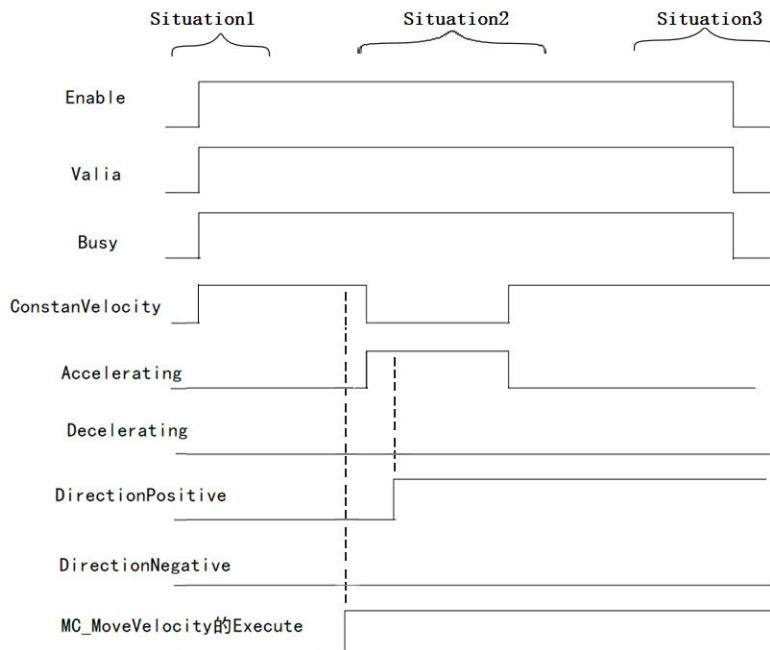 Situation1 Situation2 Situation3
Enable
Valia
Busy
ConstanVelocity
Accelerating
Decelerating
DirectionPositive
DirectionNegative
MC_MoveVelocity的Execute